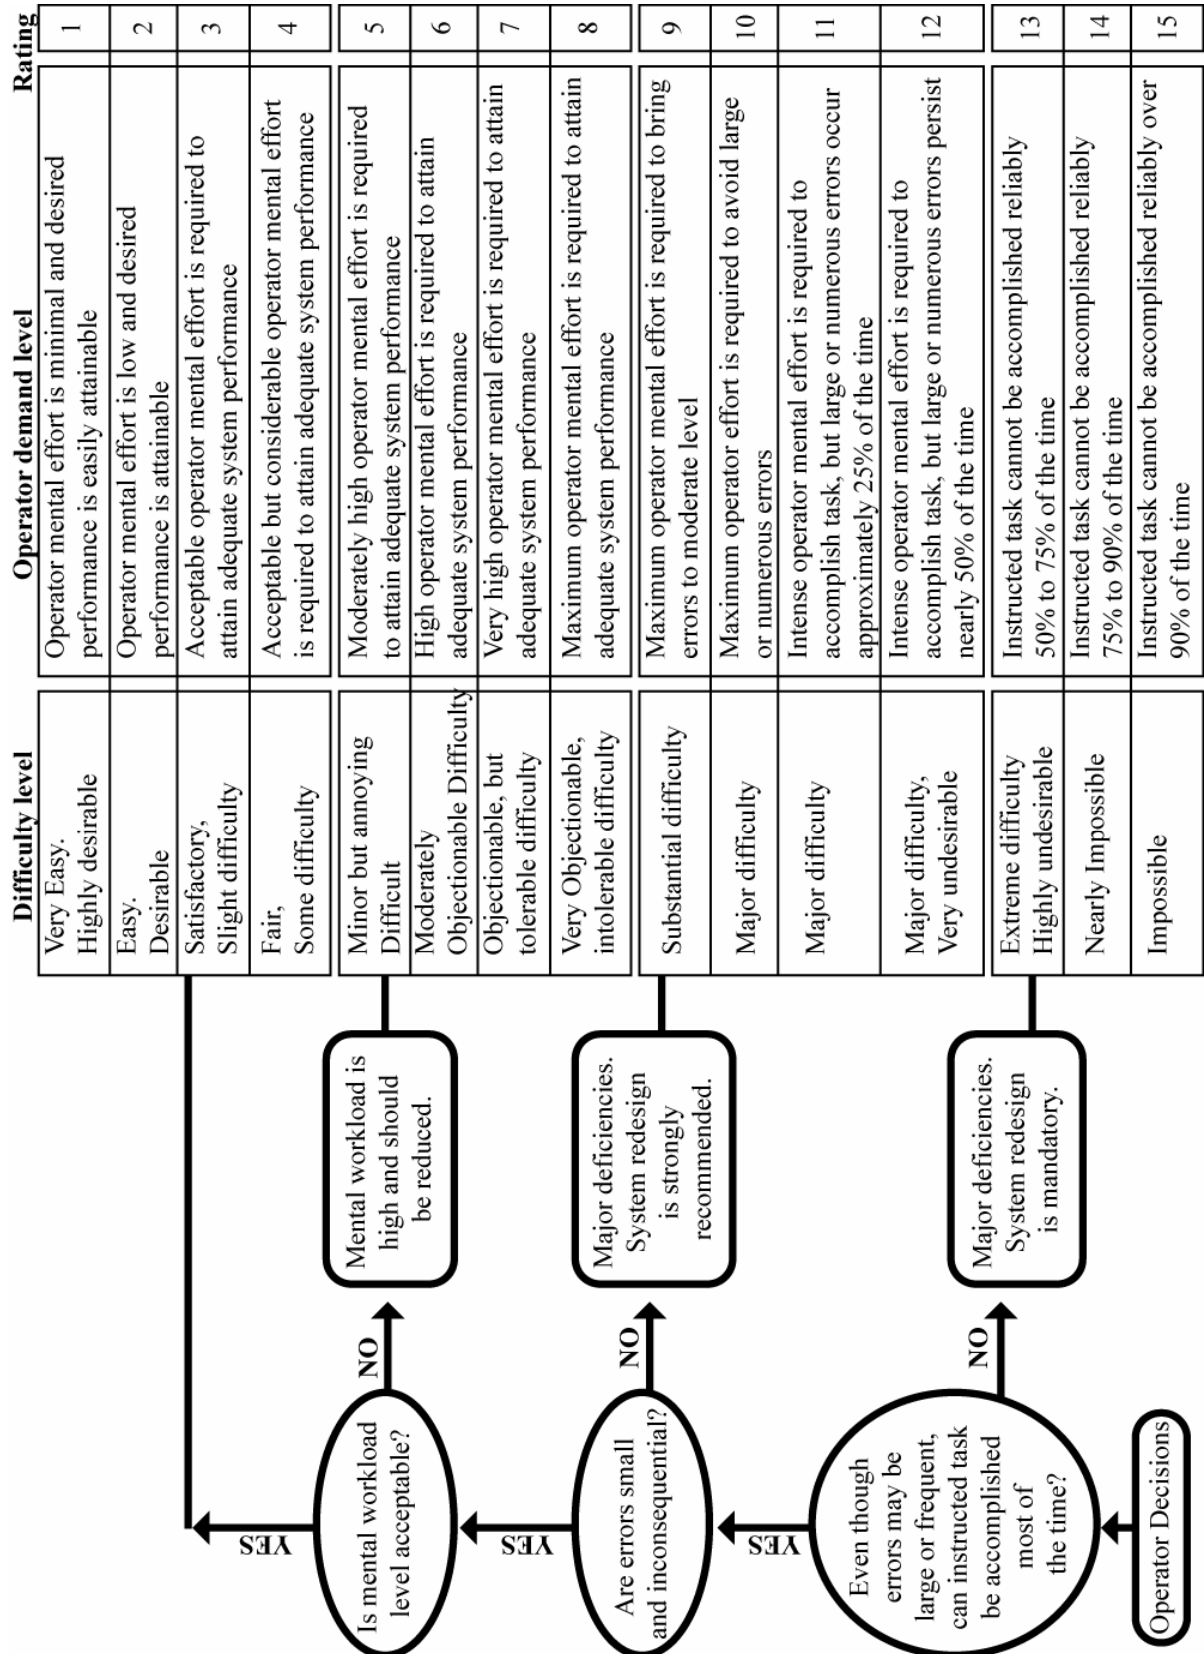 Difficulty level
Operator demand level
Rating
Very Easy.
Highly desirable
Operator mental effort is minimal and desired
performance is easily attainable
1
Easy.
Desirable
Operator mental effort is low and desired
performance is attainable
2
Satisfactory,
Slight difficulty
Acceptable operator mental effort is required to
attain adequate system performance
3
Fair,
Some difficulty
Acceptable but considerable operator mental effort
is required to attain adequate system performance
4
Is mental workload
level acceptable?
YES
NO
Mental workload is
high and should
be reduced.
Minor but annoying
Difficult
Moderately high operator mental effort is required
to attain adequate system performance
5
Moderately
Objectionable Difficulty
High operator mental effort is required to attain
adequate system performance
6
Objectionable, but
tolerable difficulty
Very high operator mental effort is required to attain
adequate system performance
7
Very Objectionable,
intolerable difficulty
Maximum operator mental effort is required to attain
adequate system performance
8
Are errors small
and inconsequential?
YES
NO
Major deficiencies.
System redesign
is strongly
recommended.
Substantial difficulty
Maximum operator mental effort is required to bring
errors to moderate level
9
Major difficulty
Maximum operator effort is required to avoid large
or numerous errors
10
Major difficulty
Intense operator mental effort is required to
accomplish task, but large or numerous errors occur
approximately 25% of the time
11
Major difficulty,
Very undesirable
Intense operator mental effort is required to
accomplish task, but large or numerous errors persist
nearly 50% of the time
12
Even though
errors may be
large or frequent,
can instructed task
be accomplished
most of
the time?
YES
NO
Major deficiencies.
System redesign
is mandatory.
Extreme difficulty
Highly undesirable
Instructed task cannot be accomplished reliably
50% to 75% of the time
13
Nearly Impossible
Instructed task cannot be accomplished reliably
75% to 90% of the time
14
Impossible
Instructed task cannot be accomplished reliably over
90% of the time
15
Operator Decisions